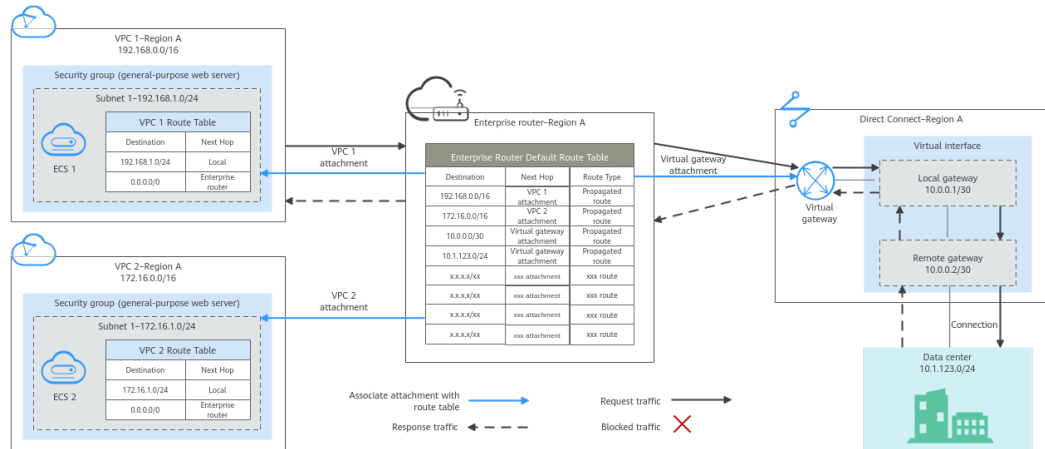 VPC 1–Region A
192.168.0.0/16
Security group (general-purpose web server)
Subnet 1–192.168.1.0/24
VPC 1 Route Table
Destination Next Hop
192.168.1.0/24 Local
0.0.0.0/0 Enterprise
router
ECS 1
VPC 2–Region A
172.16.0.0/16
Security group (general-purpose web server)
Subnet 1–172.16.1.0/24
VPC 2 Route Table
Destination Next Hop
172.16.1.0/24 Local
0.0.0.0/0 Enterprise
router
ECS 2
VPC 1
attachment
VPC 2
attachment
Enterprise router–Region A
Enterprise Router Default Route Table
Destination Next Hop Route Type
192.168.0.0/16 VPC 1
attachment Propagated
route
172.16.0.0/16 VPC 2
attachment Propagated
route
10.0.0.0/30 Virtual gateway
attachment Propagated
route
10.1.123.0/24 Virtual gateway
attachment Propagated
route
x.x.x.x/xx xxx attachment xxx route
x.x.x.x/xx xxx attachment xxx route
x.x.x.x/xx xxx attachment xxx route
x.x.x.x/xx xxx attachment xxx route
Virtual gateway
attachment
Virtual
gateway
Direct Connect–Region A
Virtual interface
Local gateway
10.0.0.1/30
Remote gateway
10.0.0.2/30
Connection
Data center
10.1.123.0/24
Associate attachment with
route table
Request traffic
Response traffic
Blocked traffic